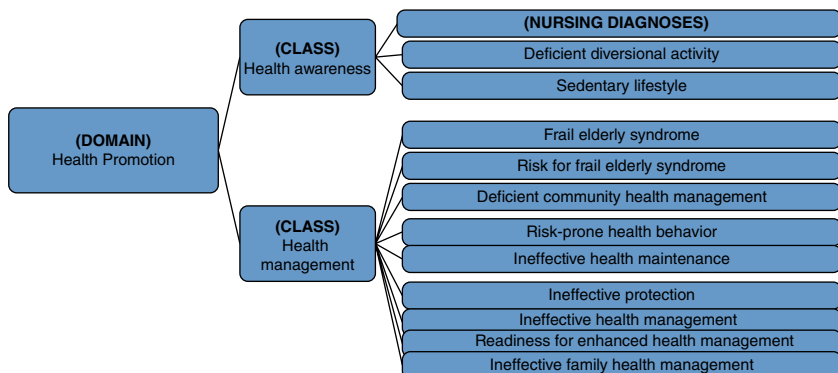 (DOMAIN)
Health Promotion
(CLASS)
Health awareness
(NURSING DIAGNOSES)
Deficient diversional activity
Sedentary lifestyle
(CLASS)
Health
management
Frail elderly syndrome
Risk for frail elderly syndrome
Deficient community health management
Risk-prone health behavior
Ineffective health maintenance
Ineffective protection
Ineffective health management
Readiness for enhanced health management
Ineffective family health management